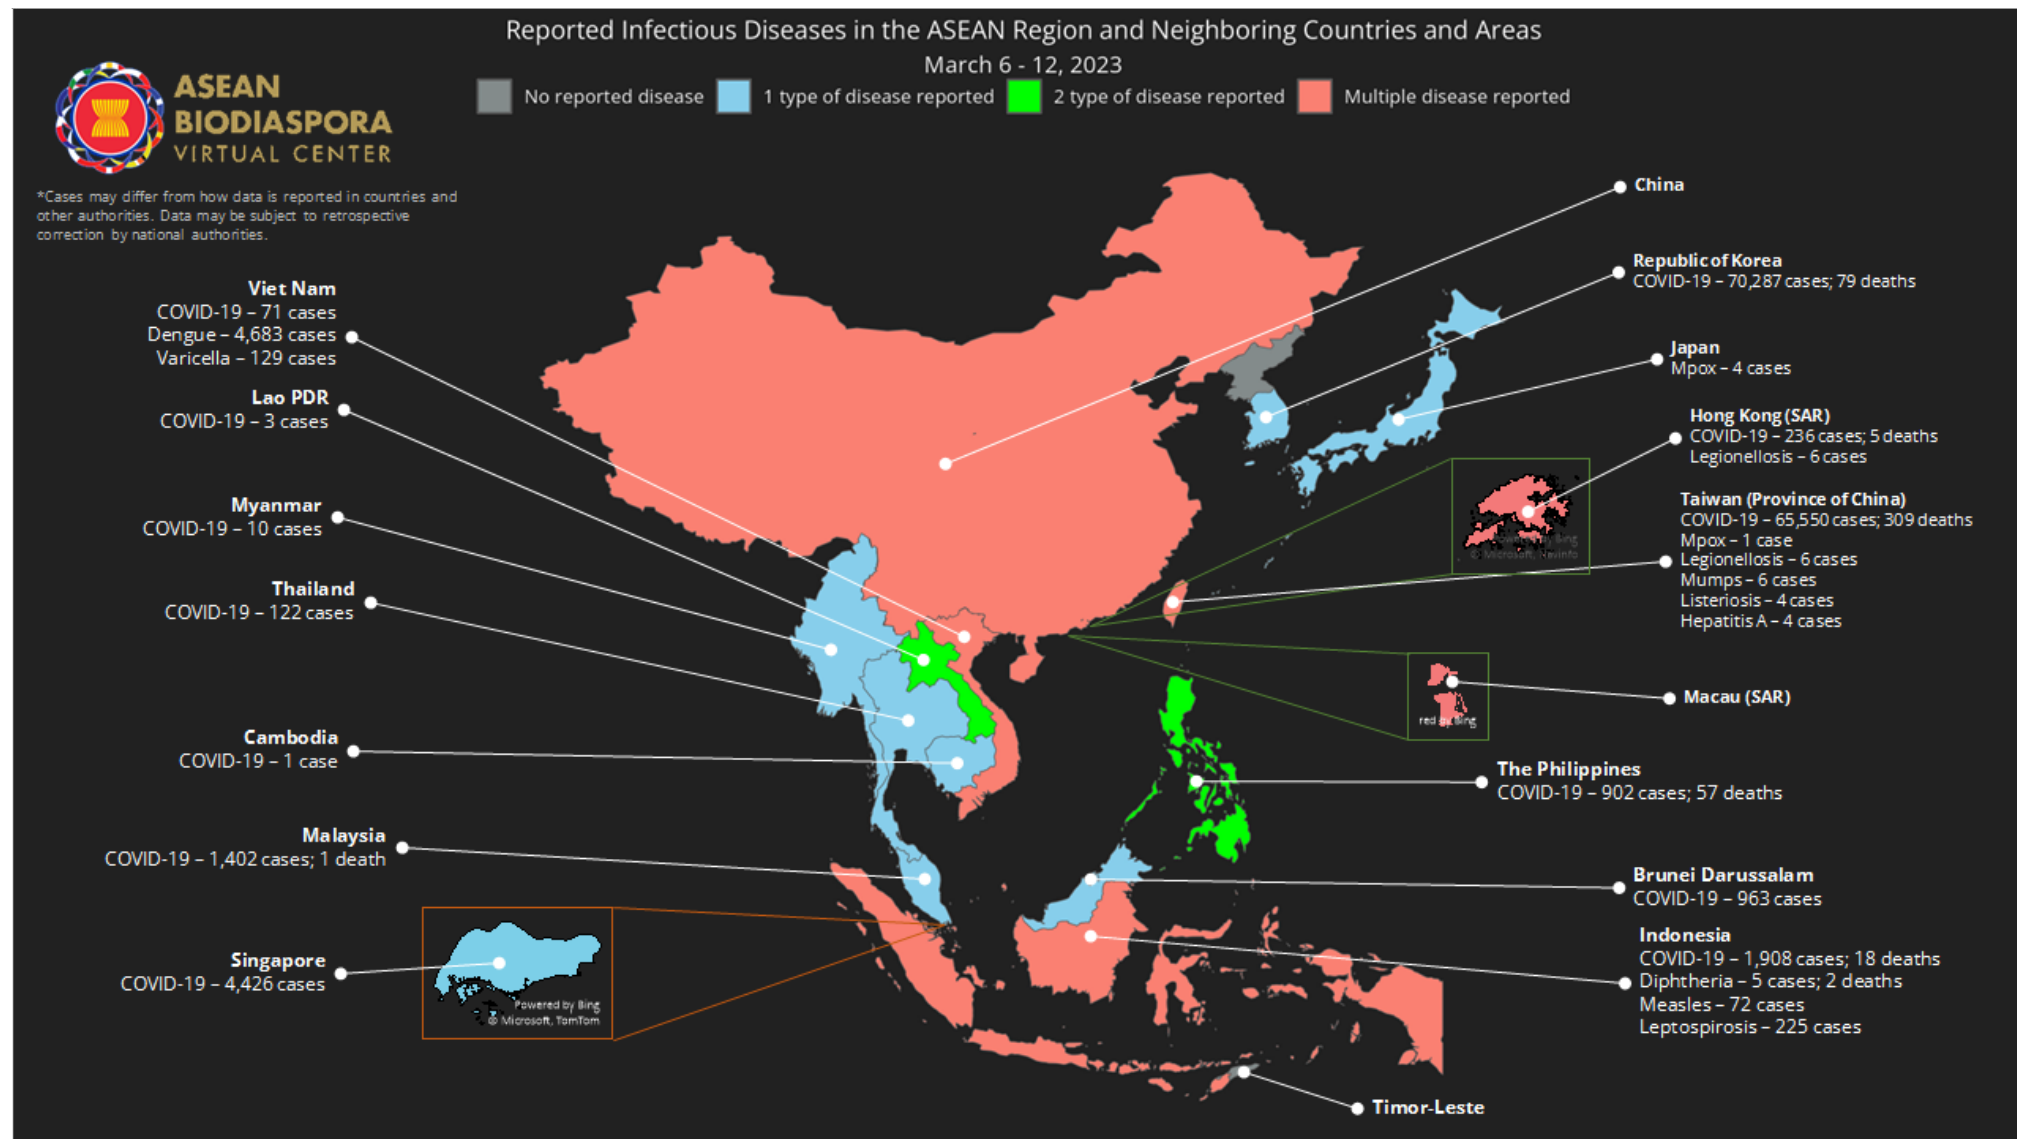 Reported Infectious Diseases in the ASEAN Region and Neighboring Countries and Areas
March 6 - 12, 2023
No reported disease
1 type of disease reported
2 type of disease reported
Multiple disease reported
ASEAN
BIODIASPORA
VIRTUAL CENTER
*Cases may differ from how data is reported in countries and
other authorities. Data may be subject to retrospective
correction by national authorities.
Viet Nam
COVID-19 – 71 cases
Dengue – 4,683 cases
Varicella – 129 cases
Lao PDR
COVID-19 – 3 cases
Myanmar
COVID-19 – 10 cases
Thailand
COVID-19 – 122 cases
Cambodia
COVID-19 – 1 case
Malaysia
COVID-19 – 1,402 cases; 1 death
Singapore
COVID-19 – 4,426 cases
Powered by Bing
© Microsoft, TomTom
China
Republic of Korea
COVID-19 – 70,287 cases; 79 deaths
Japan
Mpox – 4 cases
Hong Kong (SAR)
COVID-19 – 236 cases; 5 deaths
Legionellosis – 6 cases
Powered by Bing
© Microsoft,
Taiwan (Province of China)
COVID-19 – 65,550 cases; 309 deaths
Mpox – 1 case
Legionellosis – 6 cases
Mumps – 6 cases
Listeriosis – 4 cases
Hepatitis A – 4 cases
red by Bing
Macau (SAR)
The Philippines
COVID-19 – 902 cases; 57 deaths
Brunei Darussalam
COVID-19 – 963 cases
Indonesia
COVID-19 – 1,908 cases; 18 deaths
Diphtheria – 5 cases; 2 deaths
Measles – 72 cases
Leptospirosis – 225 cases
Timor-Leste